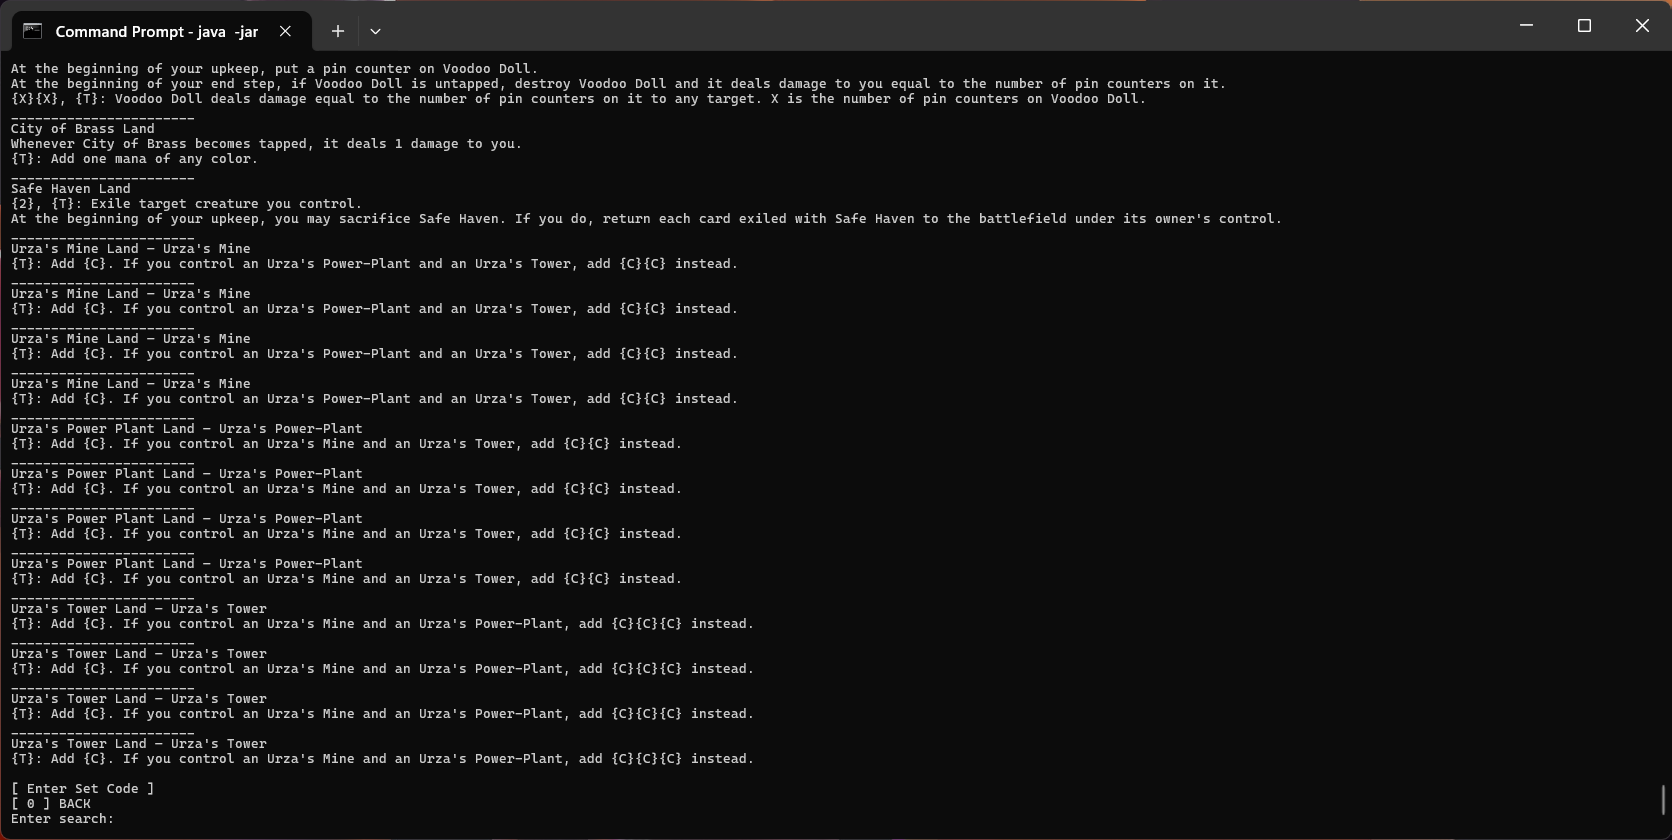 Command Prompt - java -jar
At the beginning of your upkeep, put a pin counter on Voodoo Doll.
At the beginning of your end step, if Voodoo Doll is untapped, destroy Voodoo Doll and it deals damage to you equal to the number of pin counters on it.
{X}{X}, {T}: Voodoo Doll deals damage equal to the number of pin counters on it to any target. X is the number of pin counters on Voodoo Doll.
_______________________
City of Brass Land
Whenever City of Brass becomes tapped, it deals 1 damage to you.
{T}: Add one mana of any color.
_______________________
Safe Haven Land
{2}, {T}: Exile target creature you control.
At the beginning of your upkeep, you may sacrifice Safe Haven. If you do, return each card exiled with Safe Haven to the battlefield under its owner's control.
_______________________
Urza's Mine Land — Urza's Mine
{T}: Add {C}. If you control an Urza's Power-Plant and an Urza's Tower, add {C}{C} instead.
_______________________
Urza's Mine Land — Urza's Mine
{T}: Add {C}. If you control an Urza's Power-Plant and an Urza's Tower, add {C}{C} instead.
_______________________
Urza's Mine Land — Urza's Mine
{T}: Add {C}. If you control an Urza's Power-Plant and an Urza's Tower, add {C}{C} instead.
_______________________
Urza's Mine Land — Urza's Mine
{T}: Add {C}. If you control an Urza's Power-Plant and an Urza's Tower, add {C}{C} instead.
_______________________
Urza's Power Plant Land — Urza's Power-Plant
{T}: Add {C}. If you control an Urza's Mine and an Urza's Tower, add {C}{C} instead.
_______________________
Urza's Power Plant Land — Urza's Power-Plant
{T}: Add {C}. If you control an Urza's Mine and an Urza's Tower, add {C}{C} instead.
_______________________
Urza's Power Plant Land — Urza's Power-Plant
{T}: Add {C}. If you control an Urza's Mine and an Urza's Tower, add {C}{C} instead.
_______________________
Urza's Power Plant Land — Urza's Power-Plant
{T}: Add {C}. If you control an Urza's Mine and an Urza's Tower, add {C}{C} instead.
_______________________
Urza's Tower Land — Urza's Tower
{T}: Add {C}. If you control an Urza's Mine and an Urza's Power-Plant, add {C}{C}{C} instead.
_______________________
Urza's Tower Land — Urza's Tower
{T}: Add {C}. If you control an Urza's Mine and an Urza's Power-Plant, add {C}{C}{C} instead.
_______________________
Urza's Tower Land — Urza's Tower
{T}: Add {C}. If you control an Urza's Mine and an Urza's Power-Plant, add {C}{C}{C} instead.
_______________________
Urza's Tower Land — Urza's Tower
{T}: Add {C}. If you control an Urza's Mine and an Urza's Power-Plant, add {C}{C}{C} instead.
[ Enter Set Code ]
[ 0 ] BACK
Enter search: